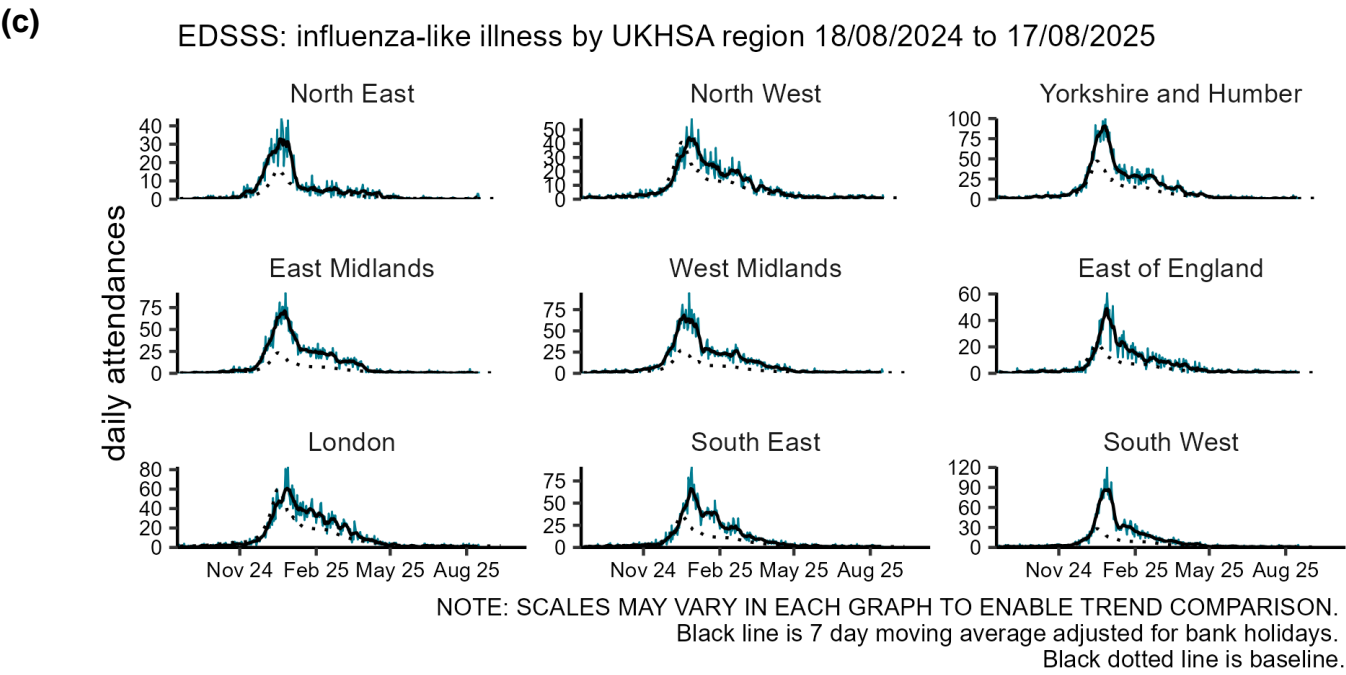 (c)
EDSSS: influenza-like illness by UKHSA region 18/08/2024 to 17/08/2025
daily attendances
North East
40
30
20
10
0
North West
50
40
30
20
10
0
Yorkshire and Humber
100
75
50
25
0
East Midlands
75
50
25
0
West Midlands
75
50
25
0
East of England
60
40
20
0
London
80
60
40
20
0
Nov 24 Feb 25 May 25 Aug 25
South East
75
50
25
0
Nov 24 Feb 25 May 25 Aug 25
South West
120
90
60
30
0
Nov 24 Feb 25 May 25 Aug 25
NOTE: SCALES MAY VARY IN EACH GRAPH TO ENABLE TREND COMPARISON.
Black line is 7 day moving average adjusted for bank holidays.
Black dotted line is baseline.